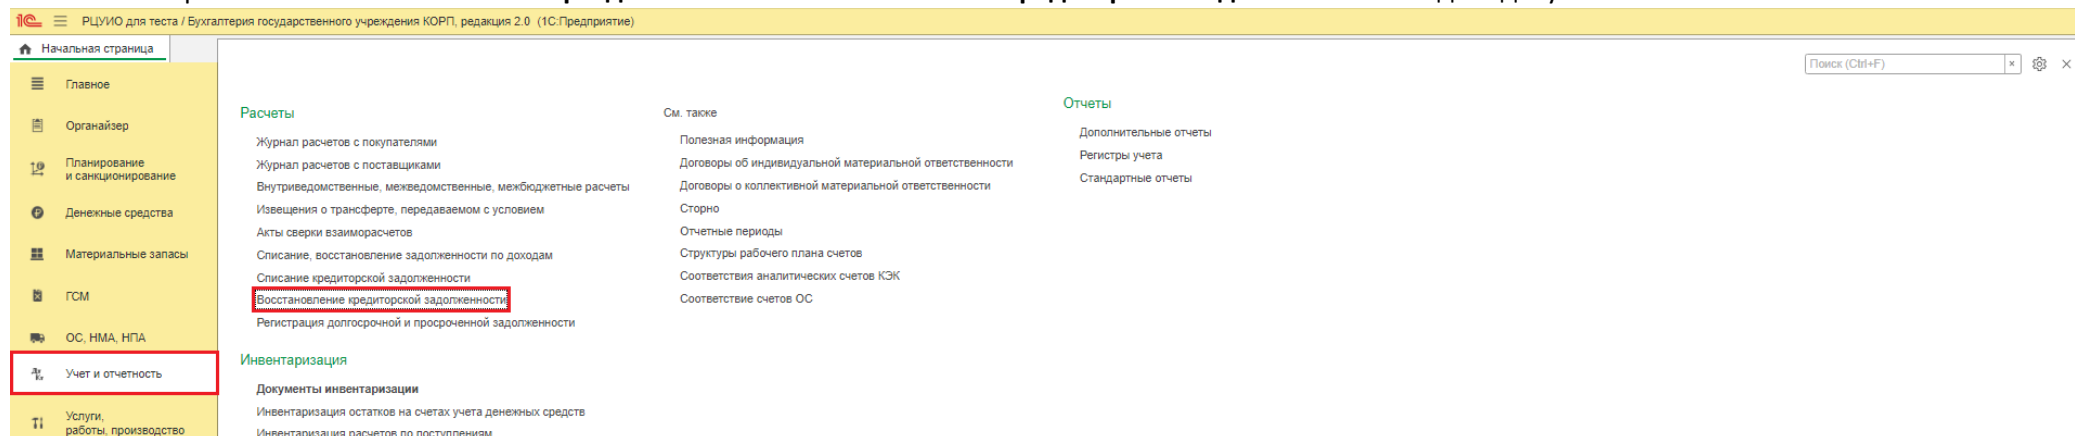 РЦУИО для теста / Бухгалтерия государственного учреждения КОРП, редакция 2.0 (1С:Предприятие)
Начальная страница
Поиск (Ctrl+F)
Главное
Органайзер
Планирование
и санкционирование
Денежные средства
Материальные запасы
ГСМ
ОС, НМА, НПА
Учет и отчетность
Услуги,
работы, производство
Расчеты
Журнал расчетов с покупателями
Журнал расчетов с поставщиками
Внутриведомственные, межведомственные, межбюджетные расчеты
Извещения о трансферте, передаваемом с условием
Акты сверки взаиморасчетов
Списание, восстановление задолженности по доходам
Списание кредиторской задолженности
Восстановление кредиторской задолженности
Регистрация долгосрочной и просроченной задолженности
Инвентаризация
Документы инвентаризации
Инвентаризация остатков на счетах учета денежных средств
Инвентаризация расчетов по поступлениям
См. также
Полезная информация
Договоры об индивидуальной материальной ответственности
Договоры о коллективной материальной ответственности
Сторно
Отчетные периоды
Структуры рабочего плана счетов
Соответствия аналитических счетов КЭК
Соответствие счетов ОС
Отчеты
Дополнительные отчеты
Регистры учета
Стандартные отчеты